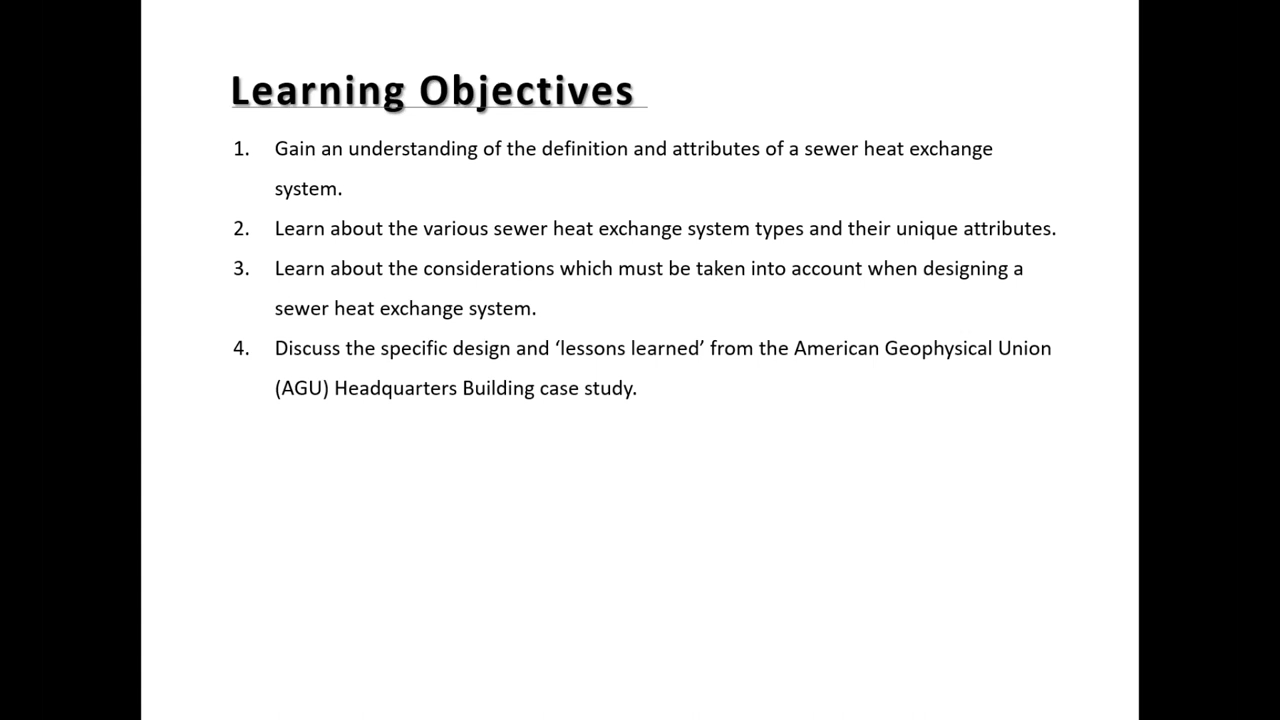 Learning Objectives
1. Gain an understanding of the definition and attributes of a sewer heat exchange
system.
2. Learn about the various sewer heat exchange system types and their unique attributes.
3. Learn about the considerations which must be taken into account when designing a
sewer heat exchange system.
4. Discuss the specific design and ‘lessons learned’ from the American Geophysical Union
(AGU) Headquarters Building case study.